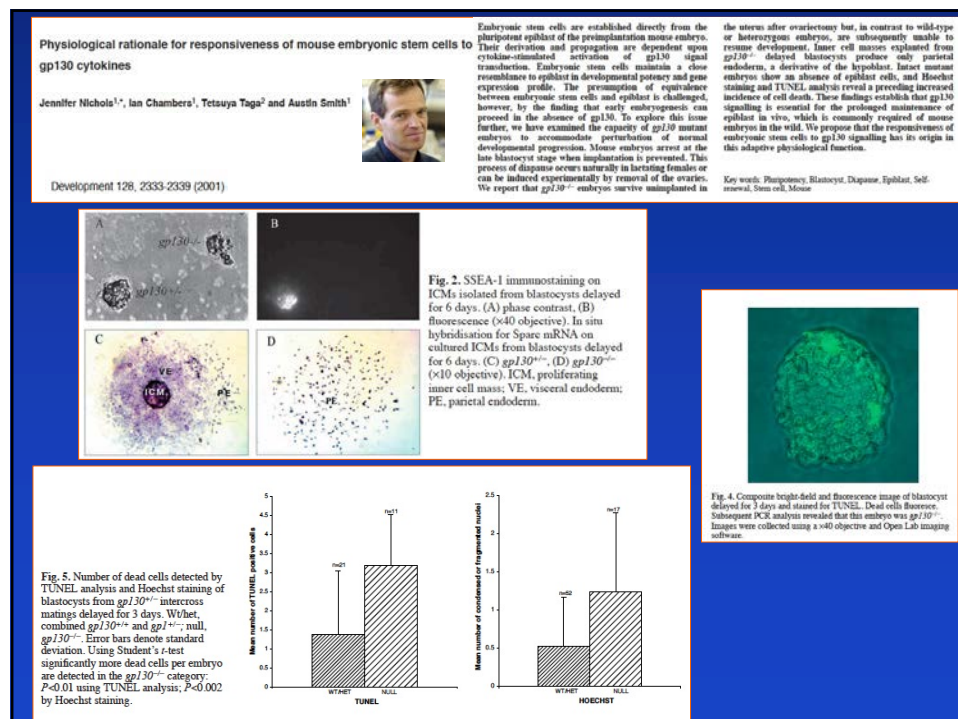 Physiological rationale for responsiveness of mouse embryonic stem cells to
gp130 cytokines
Jennifer Nichols1,*, Ian Chambers1, Tetsuya Taga2 and Austin Smith1
Development 128, 2333-2339 (2001)
Embryonic stem cells are established directly from the
pluripotent epiblast of the preimplantation mouse embryo.
Their derivation and propagation are dependent upon
cytokine-stimulated activation of gp130 signal
transduction. Embryonic stem cells maintain a close
resemblance to epiblast in developmental potency and gene
expression profile. The presumption of equivalence
between embryonic stem cells and epiblast is challenged,
however, by the finding that early embryogenesis can
proceed in the absence of gp130. To explore this issue
further, we have examined the capacity of gp130 mutant
embryos to accommodate perturbation of normal
developmental progression. Mouse embryos arrest at the
late blastocyst stage when implantation is prevented. This
process of diapause occurs naturally in lactating females or
can be induced experimentally by removal of the ovaries.
We report that gp130−/− embryos survive unimplanted in
the uterus after ovariectomy but, in contrast to wild-type
or heterozygous embryos, are subsequently unable to
resume development. Inner cell masses explanted from
gp130−/− delayed blastocysts produce only parietal
endoderm, a derivative of the hypoblast. Intact mutant
embryos show an absence of epiblast cells, and Hoechst
staining and TUNEL analysis reveal a preceding increased
incidence of cell death. These findings establish that gp130
signalling is essential for the prolonged maintenance of
epiblast in vivo, which is commonly required of mouse
embryos in the wild. We propose that the responsiveness of
embryonic stem cells to gp130 signalling has its origin in
this adaptive physiological function.
Key words: Pluripotency, Blastocyst, Diapause, Epiblast, Self-
renewal, Stem cell, Mouse
A
gp130-/-
gp130+/-
B
C
VE
ICM
PE
D
PE
Fig. 2. SSEA-1 immunostaining on
ICMs isolated from blastocysts delayed
for 6 days. (A) phase contrast, (B)
fluorescence (×40 objective). In situ
hybridisation for Sparc mRNA on
cultured ICMs from blastocysts delayed
for 6 days. (C) gp130+/−, (D) gp130−/−
(×10 objective). ICM, proliferating
inner cell mass; VE, visceral endoderm;
PE, parietal endoderm.
Fig. 4. Composite bright-field and fluorescence image of blastocyst
delayed for 3 days and stained for TUNEL. Dead cells fluoresce.
Subsequent PCR analysis revealed that this embryo was gp130−/−.
Images were collected using a ×40 objective and Open Lab imaging
software.
Fig. 5. Number of dead cells detected by
TUNEL analysis and Hoechst staining of
blastocysts from gp130+/− intercross
matings delayed for 3 days. Wt/het,
combined gp130+/+ and gp1+/−; null,
gp130−/−. Error bars denote standard
deviation. Using Student's t-test
significantly more dead cells per embryo
are detected in the gp130−/− category:
P<0.01 using TUNEL analysis; P<0.002
by Hoechst staining.
Mean number of TUNEL positive cells
5
4.5
4
3.5
3
2.5
2
1.5
1
0.5
0
n=21
n=11
WT/HET
NULL
TUNEL
Mean number of condensed or fragmented nuclei
2.5
2
1.5
1
0.5
0
n=52
n=17
WT/HET
NULL
HOECHST